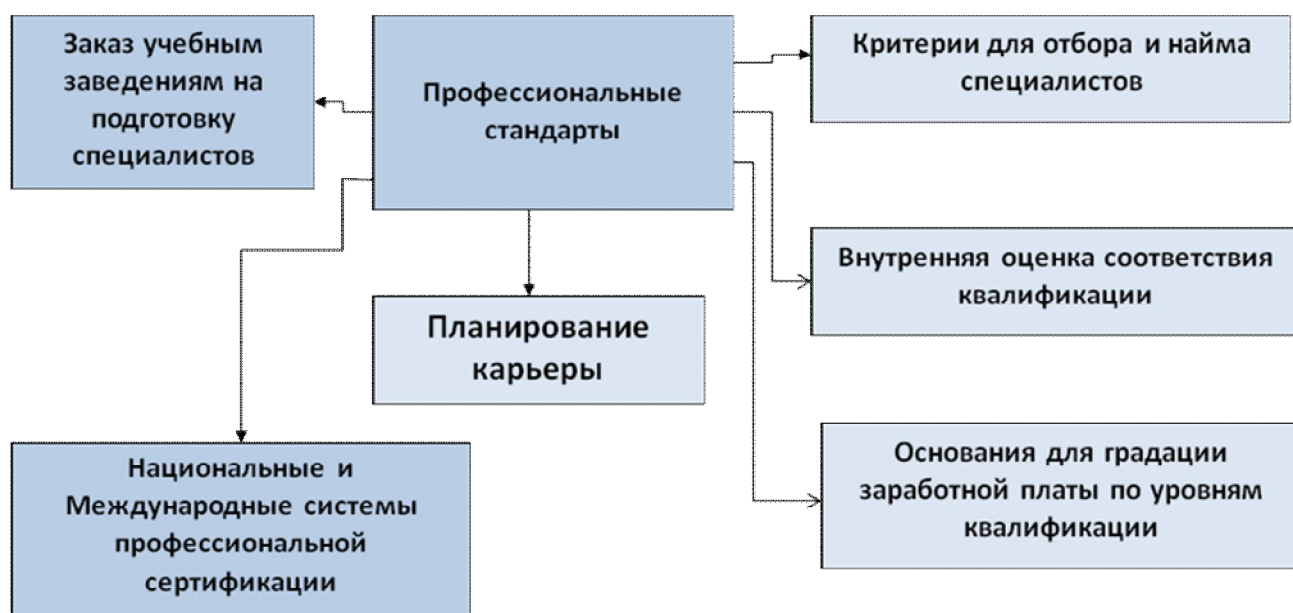 Заказ учебным
заведениям на
подготовку
специалистов
Профессиональные
стандарты
Критерии для отбора и найма
специалистов
Внутренняя оценка соответствия
квалификации
Планирование
карьеры
Национальные и
Международные системы
профессиональной
сертификации
Основания для градации
заработной платы по уровням
квалификации